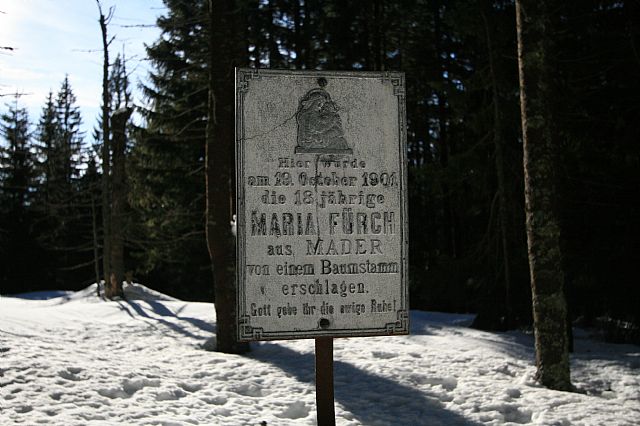 Hier wurde
am 18. October 1901.
die 18 jährige
MARIA FÜRCH
aus MADER
von einem Baumstamm
erschlagen.
Gott gebe ihr die ewige Ruhe!